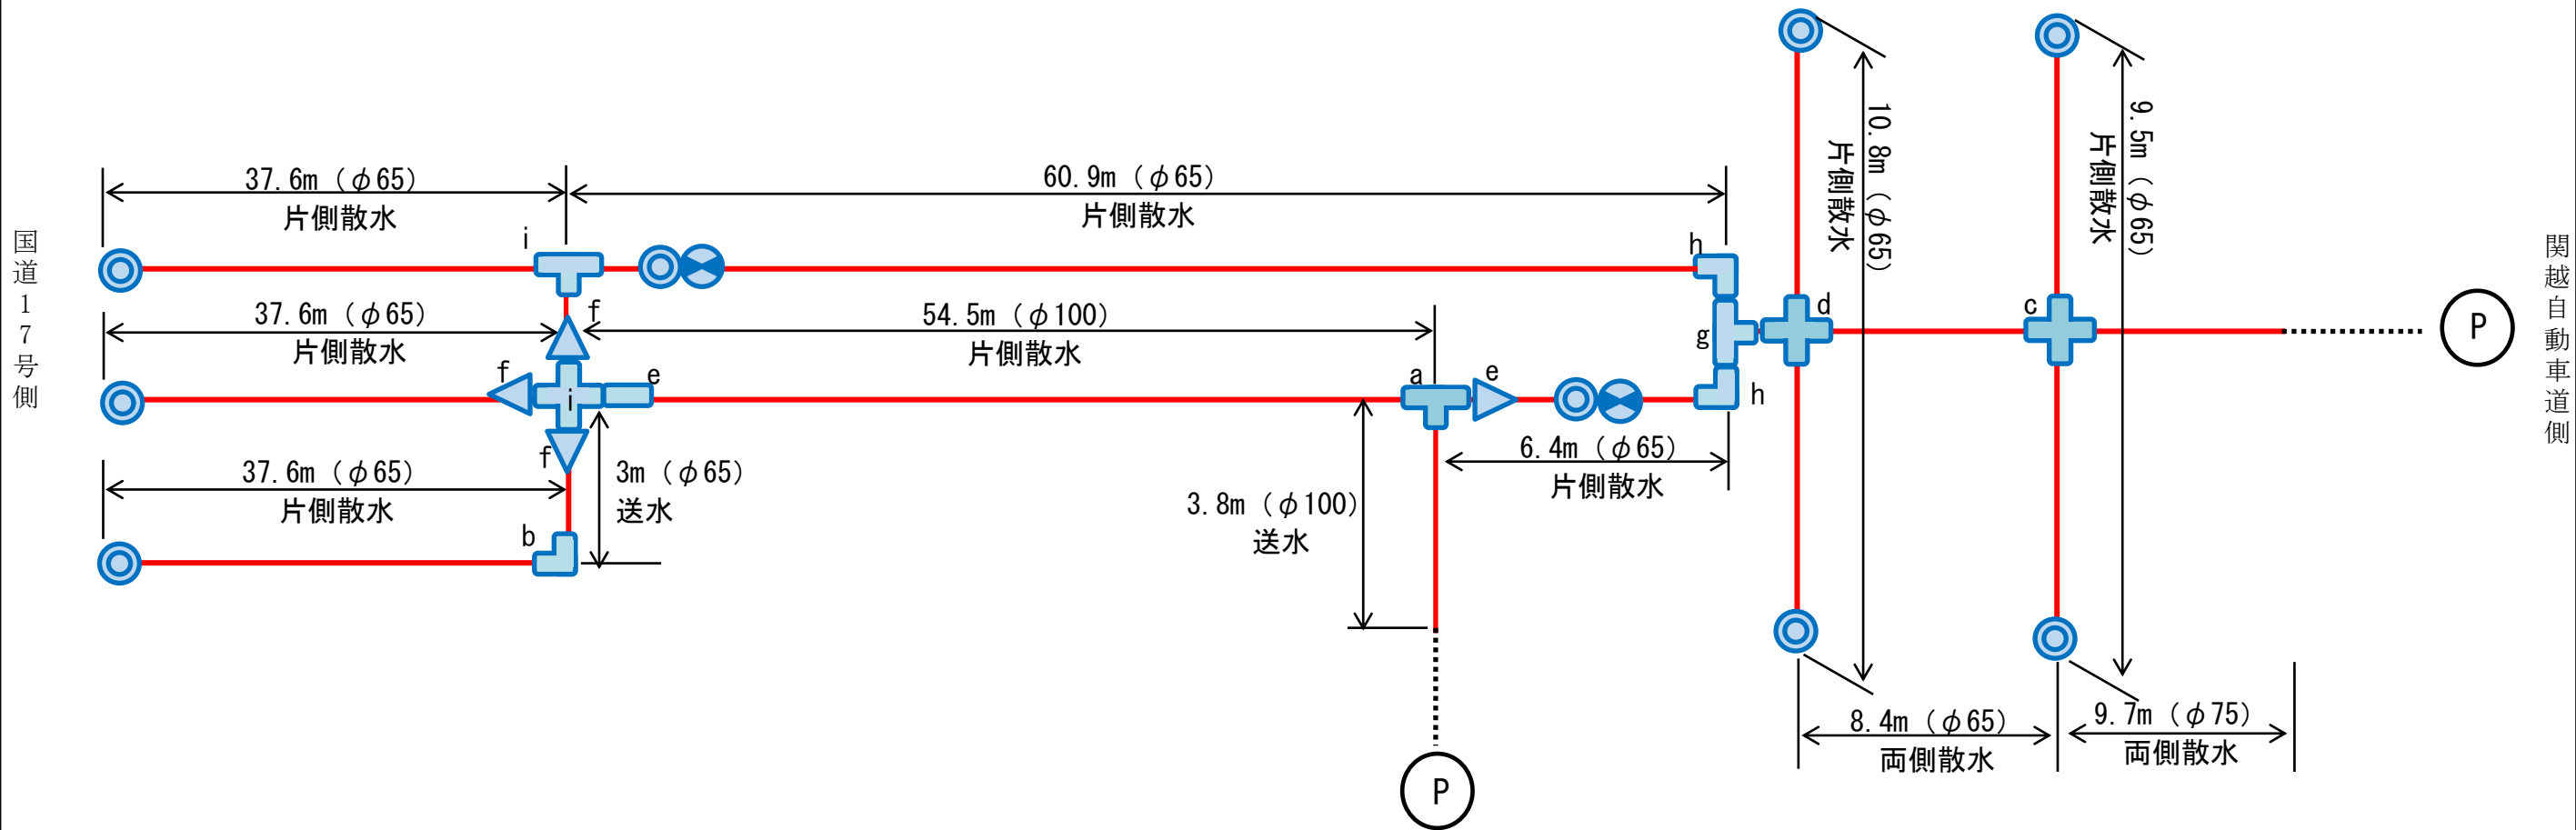 国道17号側
37.6m（φ65）
片側散水
60.9m（φ65）
片側散水
10.8m（φ65）
片側散水
9.5m（φ65）
片側散水
関越自動車道側
i
h
37.6m（φ65）
片側散水
f
54.5m（φ100）
片側散水
g
d
c
P
f
i
e
a
e
h
f
37.6m（φ65）
片側散水
3m（φ65）
送水
6.4m（φ65）
片側散水
3.8m（φ100）
送水
b
8.4m（φ65）
両側散水
9.7m（φ75）
両側散水
P